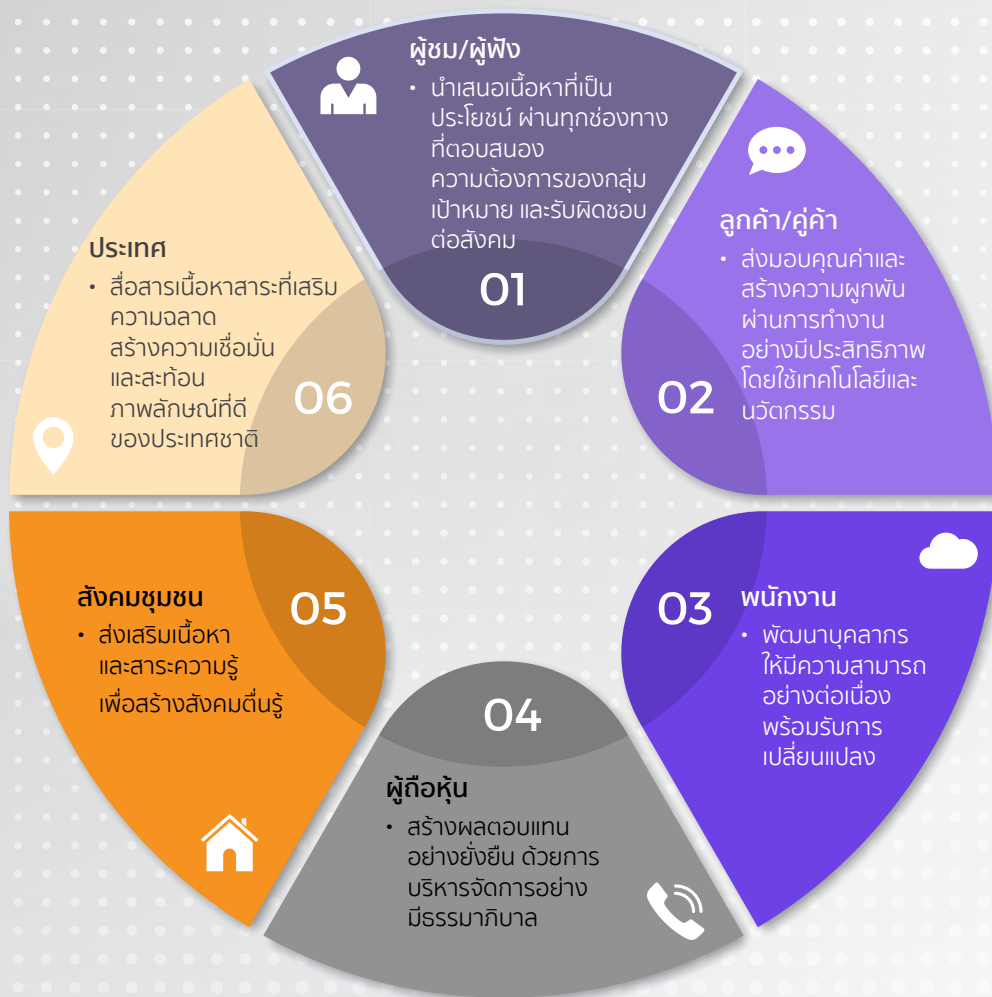 ผู้ชม/ผู้ฟัง
• นำเสนอเนื้อหาที่เป็น
ประโยชน์ ผ่านทุกช่องทาง
ที่ตอบสนอง
ความต้องการของกลุ่ม
เป้าหมาย และรับผิดชอบ
ต่อสังคม
01
ลูกค้า/คู่ค้า
• ส่งมอบคุณค่าและ
สร้างความผูกพัน
ผ่านการทำงาน
อย่างมีประสิทธิภาพ
โดยใช้เทคโนโลยีและ
นวัตกรรม
02
03
พนักงาน
• พัฒนาบุคลากร
ให้มีความสามารถ
อย่างต่อเนื่อง
พร้อมรับการ
เปลี่ยนแปลง
04
ผู้ถือหุ้น
• สร้างผลตอบแทน
อย่างยั่งยืน ด้วยการ
บริหารจัดการอย่าง
มีธรรมาภิบาล
05
สังคมชุมชน
• ส่งเสริมเนื้อหา
และสาระความรู้
เพื่อสร้างสังคมตื่นรู้
ประเทศ
• สื่อสารเนื้อหาสาระที่เสริม
ความฉลาด
สร้างความเชื่อมั่น
และสะท้อน
ภาพลักษณ์ที่ดี
ของประเทศชาติ
06